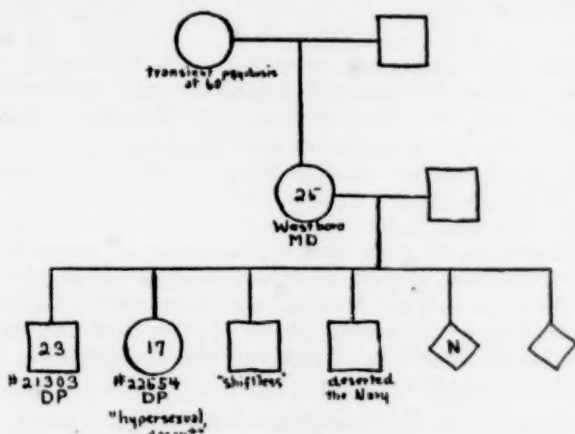 transient psychosis
at 60
25
Westboro
MD
23
17
N
#21303
DP
#22654
DP
"shiftless"
deserted
the Navy
"hypersexual,